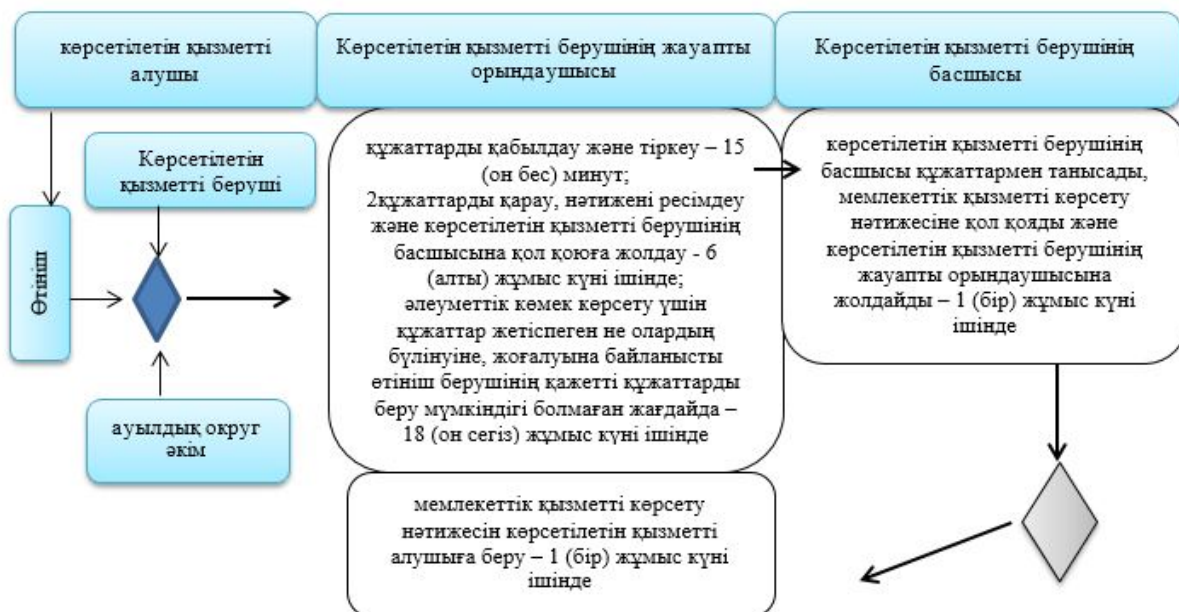 көрсетілетін қызметті
алушы
Көрсетілетін қызметті берушінің жауапты
орындаушысы
Көрсетілетін қызметті берушінің
басшысы
Көрсетілетін
қызметті беруші
Өтініш
ауылдық округ
әкім
құжаттарды қабылдау және тіркеу – 15
(он бес) минут;
2құжаттарды қарау, нәтижені ресімдеу
және көрсетілетін қызметті берушінің
басшысына қол қоюға жолдау - 6
(алты) жұмыс күні ішінде;
әлеуметтік көмек көрсету үшін
құжаттар жетіспеген не олардың
бүлінуіне, жоғалуына байланысты
өтініш берушінің қажетті құжаттарды
беру мүмкіндігі болмаған жағдайда –
18 (он сегіз) жұмыс күні ішінде
көрсетілетін қызметті берушінің
басшысы құжаттармен танысады,
мемлекеттік қызметті көрсету
нәтижесіне қол қояды және
көрсетілетін қызметті берушінің
жауапты орындаушысына
жолдайды – 1 (бір) жұмыс күні
ішінде
мемлекеттік қызметті көрсету
нәтижесін көрсетілетін қызметті
алушыға беру – 1 (бір) жұмыс күні
ішінде